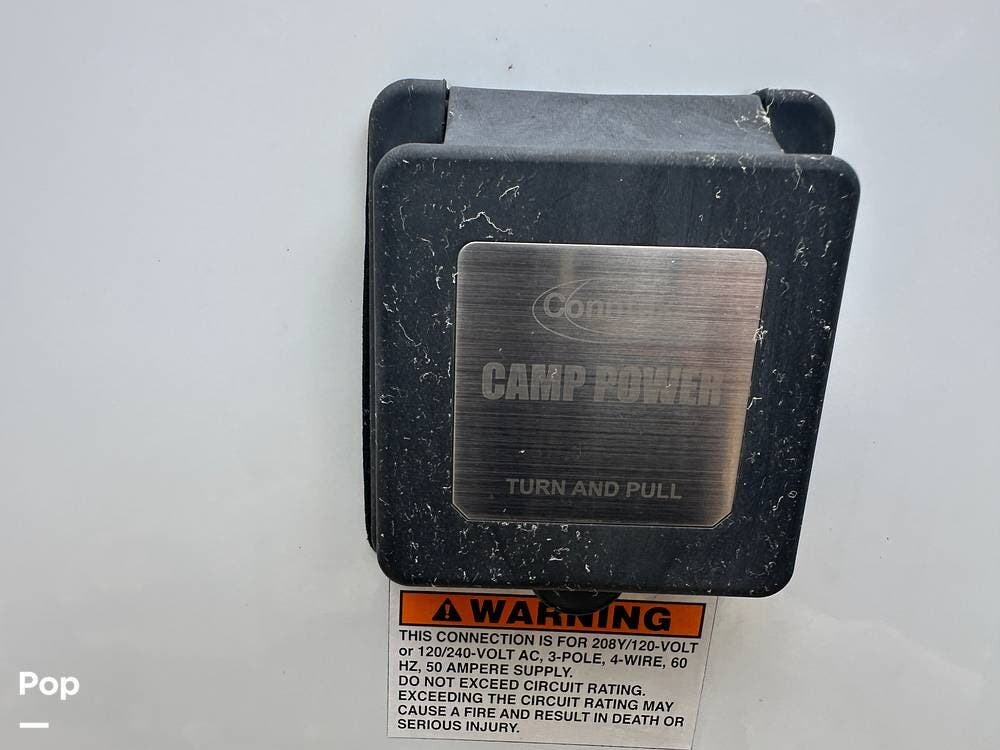 CAMP POWER
TURN AND PULL
WARNING
THIS CONNECTION IS FOR 208Y/120-VOLT
or 120/240-VOLT AC, 3-POLE, 4-WIRE, 60
HZ, 50 AMPERE SUPPLY.
DO NOT EXCEED CIRCUIT RATING.
EXCEEDING THE CIRCUIT RATING MAY
CAUSE A FIRE AND RESULT IN DEATH OR
SERIOUS INJURY.
Pop